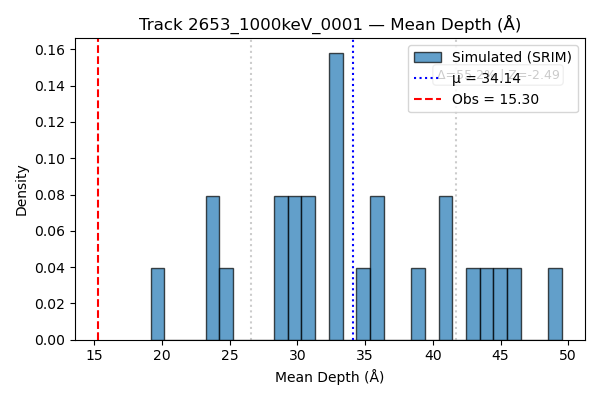 Track 2653_1000keV_0001 — Mean Depth (Å)
Simulated (SRIM)
μ = 34.14
Obs = 15.30
Z=-2.49
Density
0.16
0.14
0.12
0.10
0.08
0.06
0.04
0.02
0.00
15 20 25 30 35 40 45 50
Mean Depth (Å)